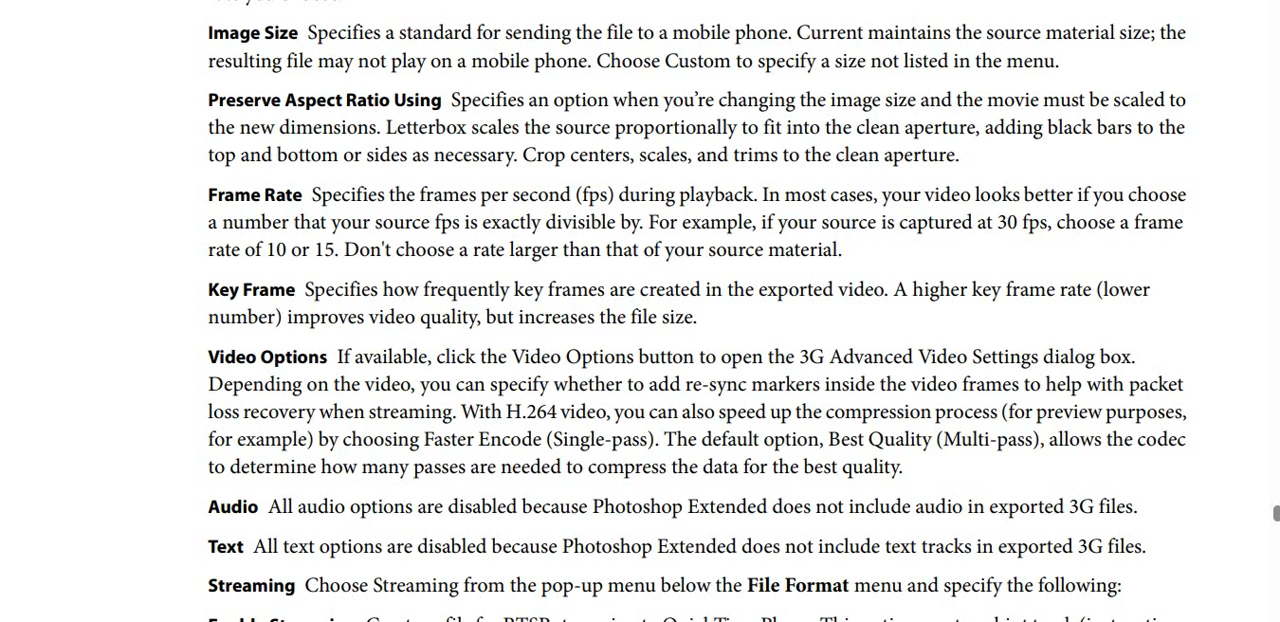 Image Size Specifies a standard for sending the file to a mobile phone. Current maintains the source material size; the
resulting file may not play on a mobile phone. Choose Custom to specify a size not listed in the menu.
Preserve Aspect Ratio Using Specifies an option when you’re changing the image size and the movie must be scaled to
the new dimensions. Letterbox scales the source proportionally to fit into the clean aperture, adding black bars to the
top and bottom or sides as necessary. Crop centers, scales, and trims to the clean aperture.
Frame Rate Specifies the frames per second (fps) during playback. In most cases, your video looks better if you choose
a number that your source fps is exactly divisible by. For example, if your source is captured at 30 fps, choose a frame
rate of 10 or 15. Don't choose a rate larger than that of your source material.
Key Frame Specifies how frequently key frames are created in the exported video. A higher key frame rate (lower
number) improves video quality, but increases the file size.
Video Options If available, click the Video Options button to open the 3G Advanced Video Settings dialog box.
Depending on the video, you can specify whether to add re-sync markers inside the video frames to help with packet
loss recovery when streaming. With H.264 video, you can also speed up the compression process (for preview purposes,
for example) by choosing Faster Encode (Single-pass). The default option, Best Quality (Multi-pass), allows the codec
to determine how many passes are needed to compress the data for the best quality.
Audio All audio options are disabled because Photoshop Extended does not include audio in exported 3G files.
Text All text options are disabled because Photoshop Extended does not include text tracks in exported 3G files.
Streaming Choose Streaming from the pop-up menu below the File Format menu and specify the following: